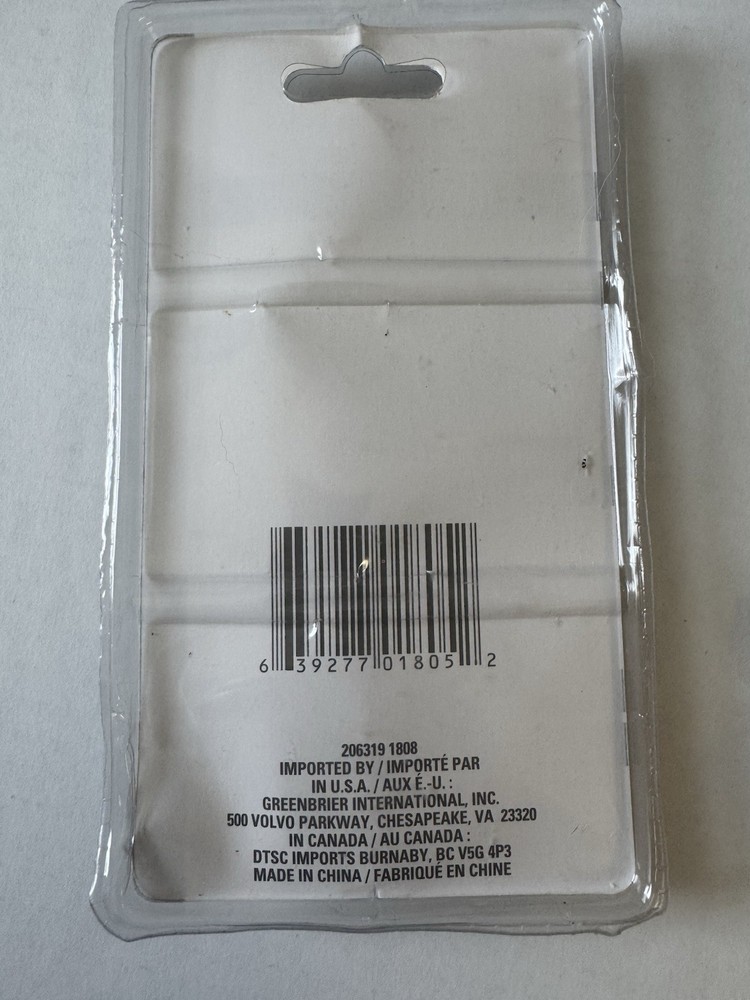 6 39277 01805 2
206319 1808
IMPORTED BY / IMPORTÉ PAR
IN U.S.A. / AUX É.-U. :
GREENBRIER INTERNATIONAL, INC.
500 VOLVO PARKWAY, CHESAPEAKE, VA 23320
IN CANADA / AU CANADA :
DTSC IMPORTS BURNABY, BC V5G 4P3
MADE IN CHINA / FABRIQUÉ EN CHINE